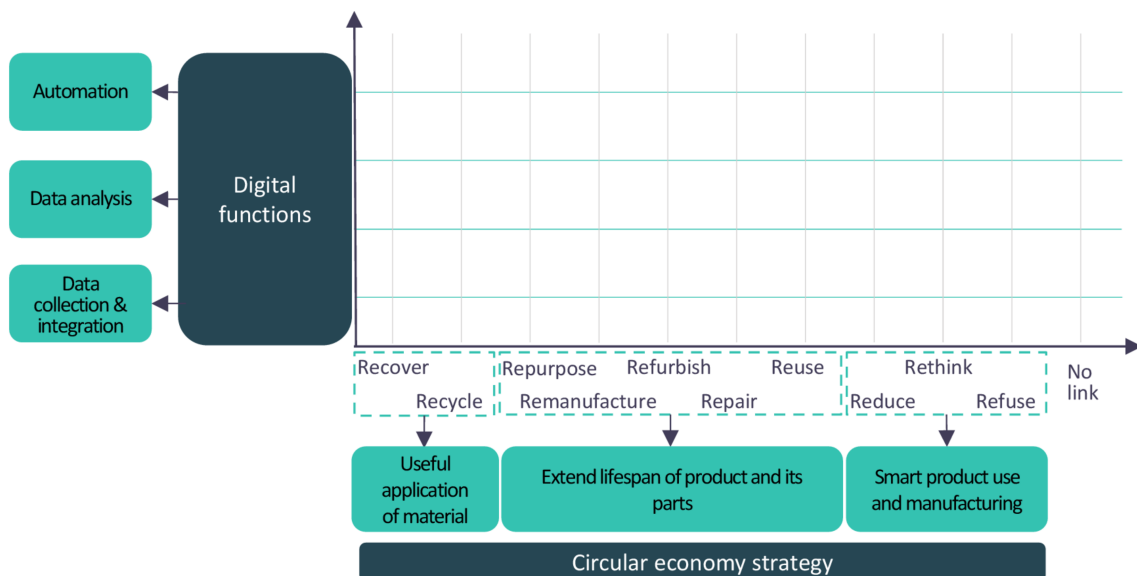 Automation
Digital
functions
Data analysis
Data
collection &
integration
Recover
Repurpose
Refurbish
Reuse
Rethink
No
link
Recycle
Remanufacture
Repair
Reduce
Refuse
Useful
application
of material
Extend lifespan of product and its
parts
Smart product use
and manufacturing
Circular economy strategy